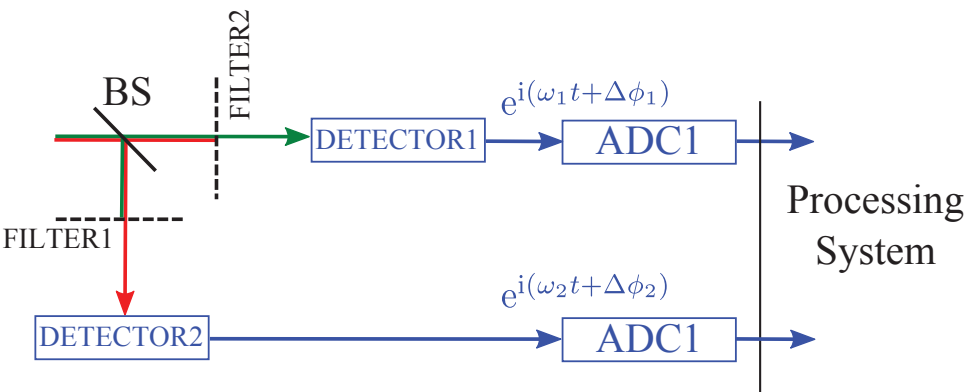 BS
FILTER2
e^{i(ω₁t+Δϕ₁)}
DETECTOR1
ADC1
Processing
System
FILTER1
e^{i(ω₂t+Δϕ₂)}
DETECTOR2
ADC1